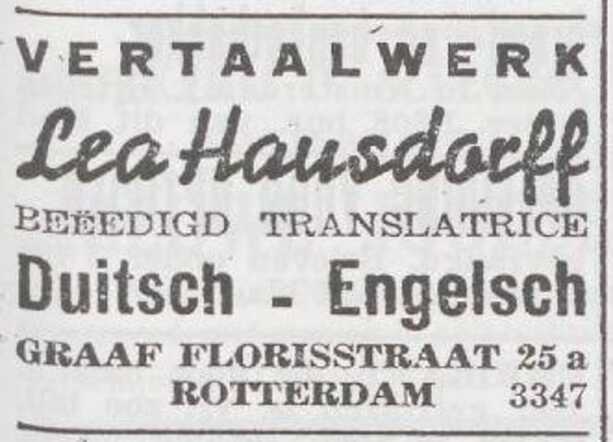 VERTAALWERK
Lea Hausdorff
BEËEDIGD TRANSLATRICE
Duitsch - Engelsch
GRAAF FLORISSTRAAT 25 a
ROTTERDAM 3347